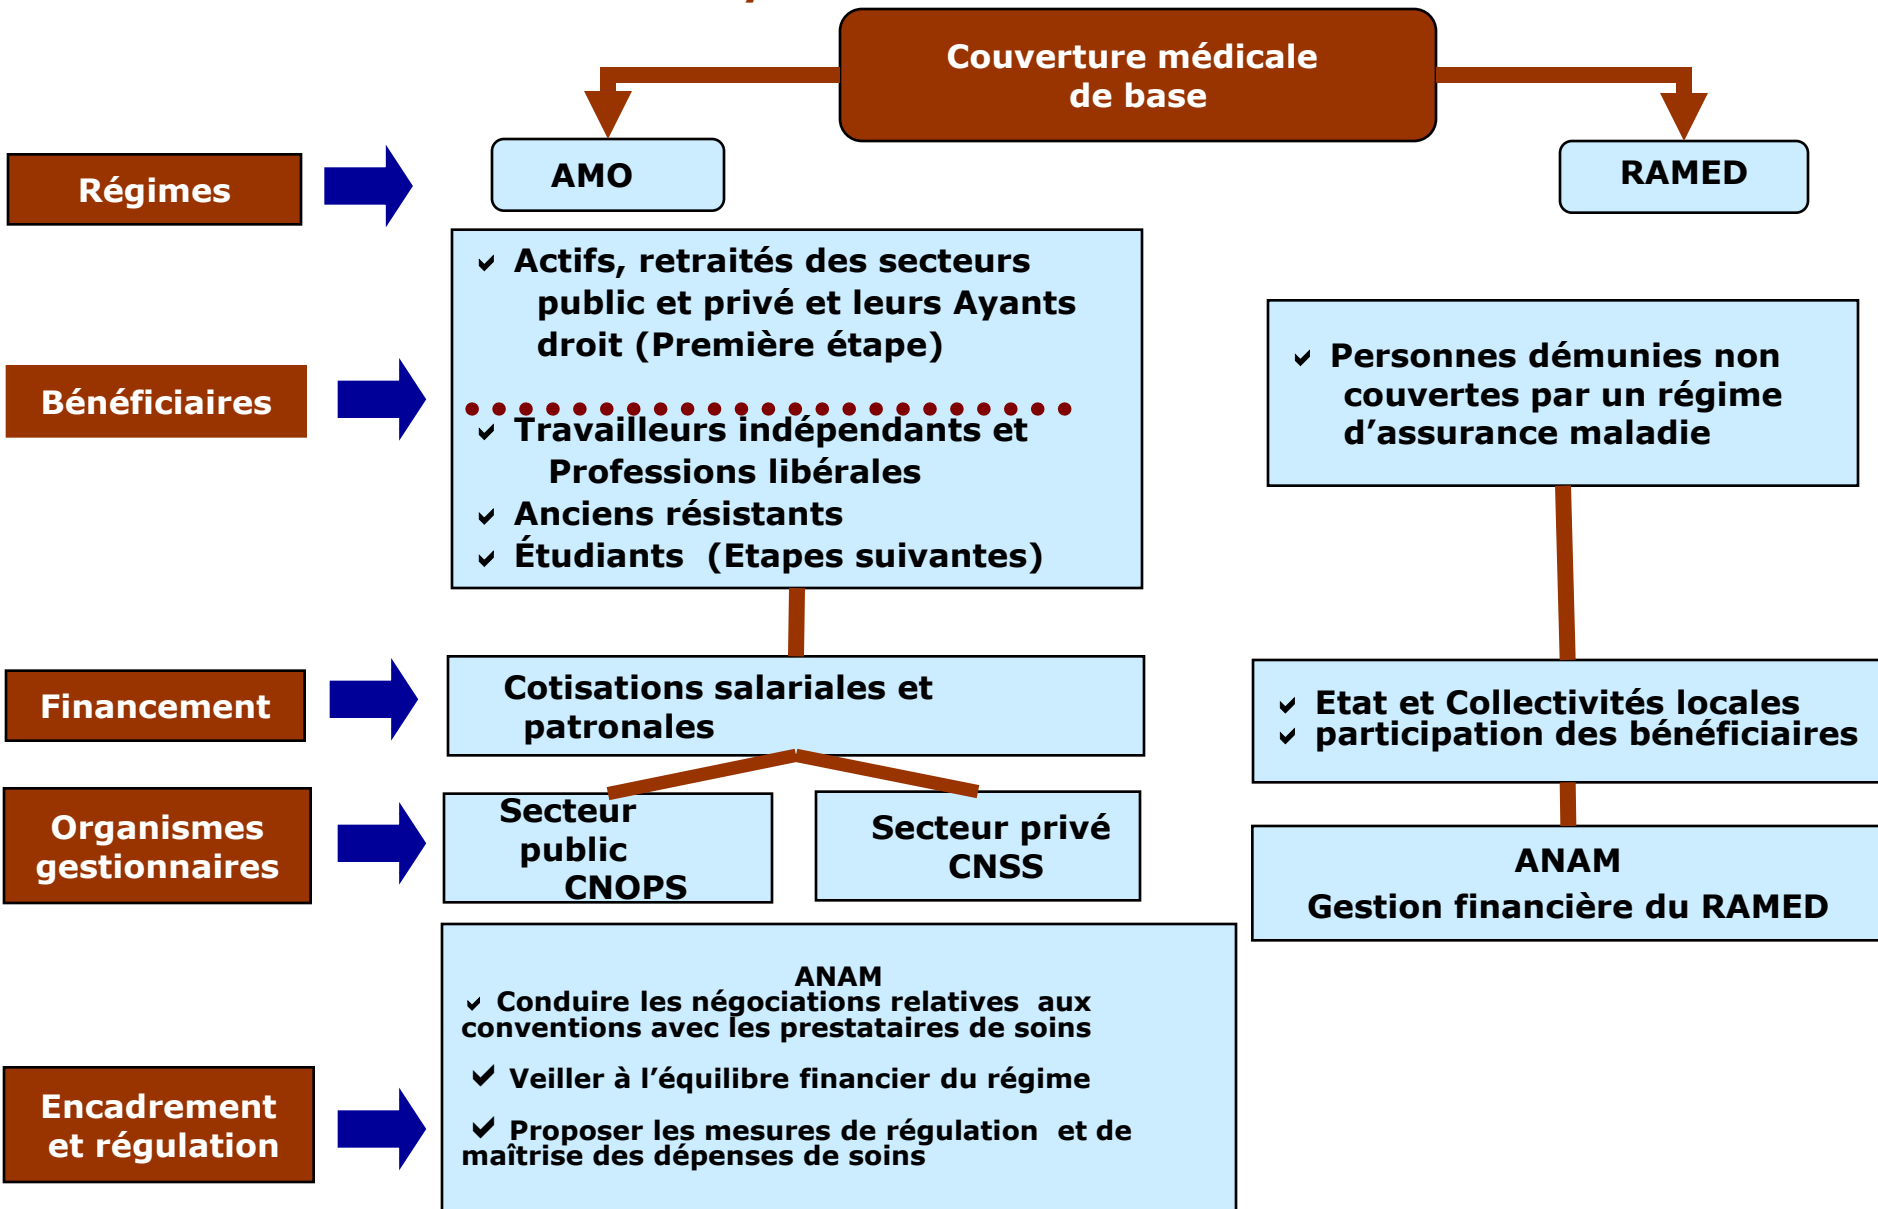 Couverture médicale
de base
Régimes
AMO
RAMED
Bénéficiaires
Actifs, retraités des secteurs
public et privé et leurs Ayants
droit (Première étape)
Travailleurs indépendants et
Professions libérales
Anciens résistants
Étudiants (Etapes suivantes)
Personnes démunies non
couvertes par un régime
d’assurance maladie
Financement
Cotisations salariales et
patronales
Etat et Collectivités locales
participation des bénéficiaires
Organismes
gestionnaires
Secteur
public
CNOPS
Secteur privé
CNSS
ANAM
Gestion financière du RAMED
Encadrement
et régulation
ANAM
Conduire les négociations relatives aux
conventions avec les prestataires de soins
Veiller à l’équilibre financier du régime
Proposer les mesures de régulation et de
maîtrise des dépenses de soins